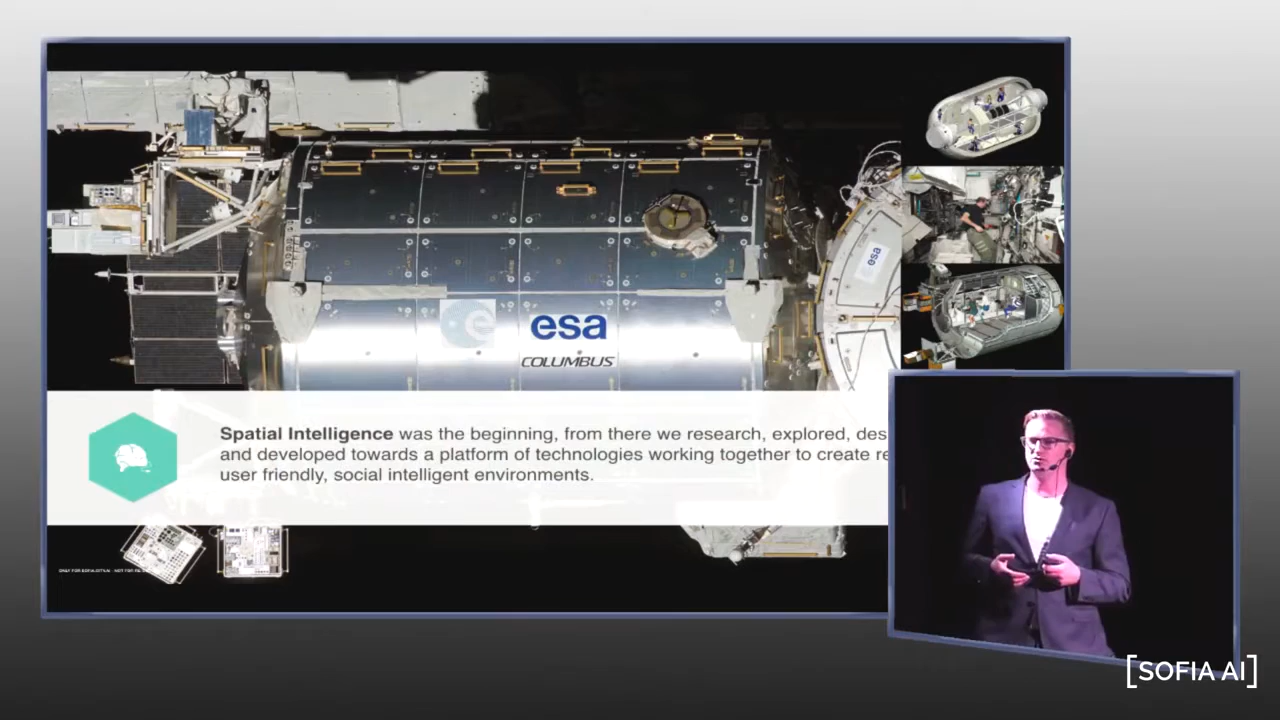 esa
esa
COLUMBUS
Spatial Intelligence was the beginning, from there we research, explored, des
and developed towards a platform of technologies working together to create re
user friendly, social intelligent environments.
[SOFIA AI]